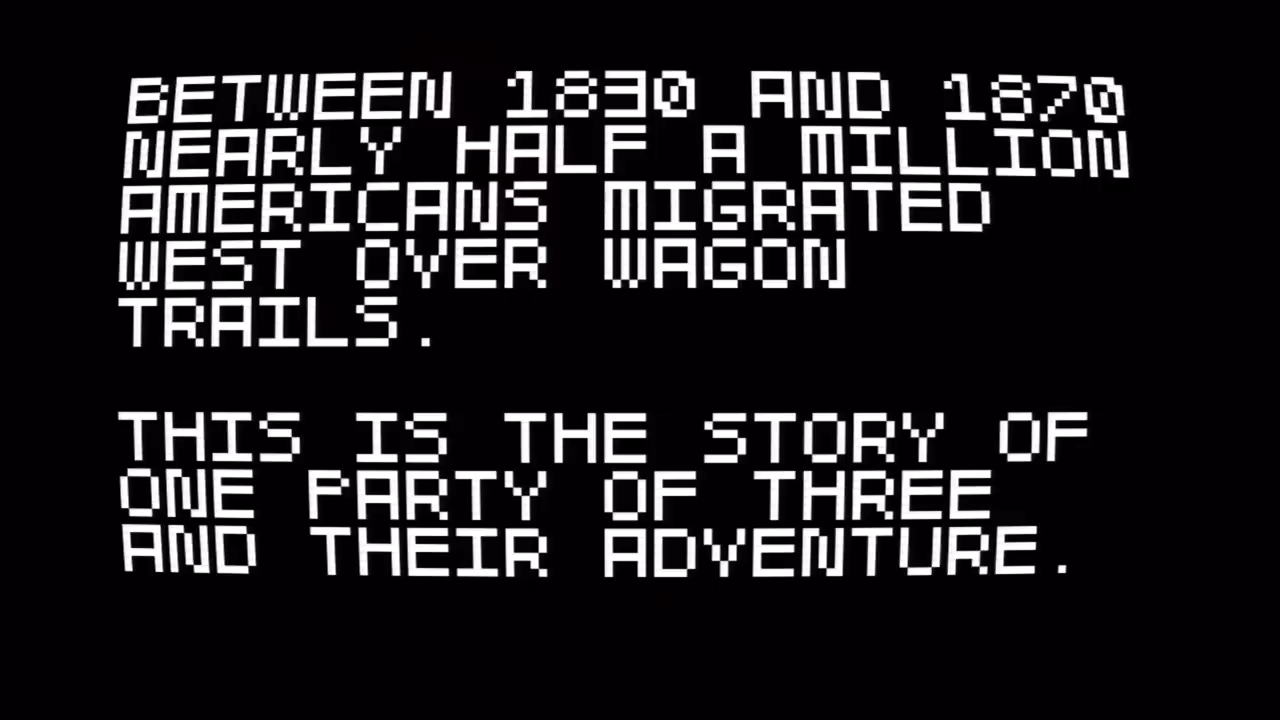 BETWEEN 1830 AND 1870
NEARLY HALF A MILLION
AMERICANS MIGRATED
WEST OVER WAGON
TRAILS.
THIS IS THE STORY OF
ONE PARTY OF THREE
AND THEIR ADVENTURE.